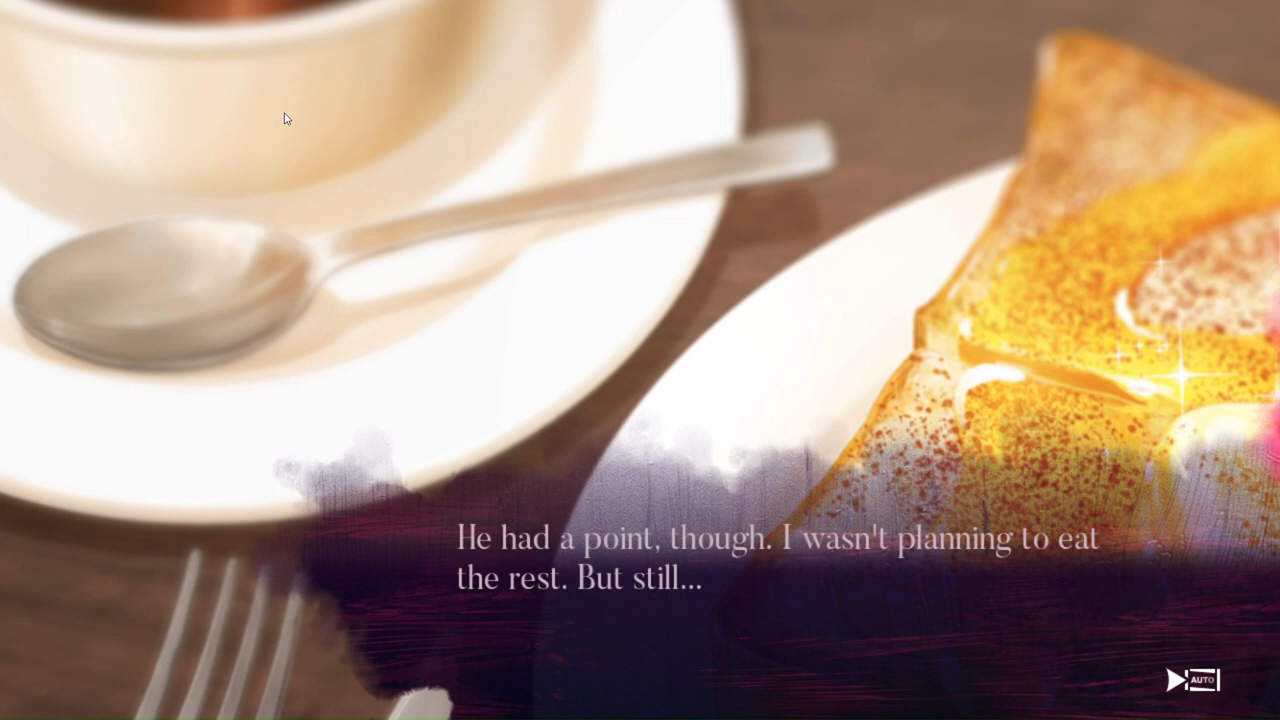 He had a point, though. I wasn't planning to eat
the rest. But still...
AUTO